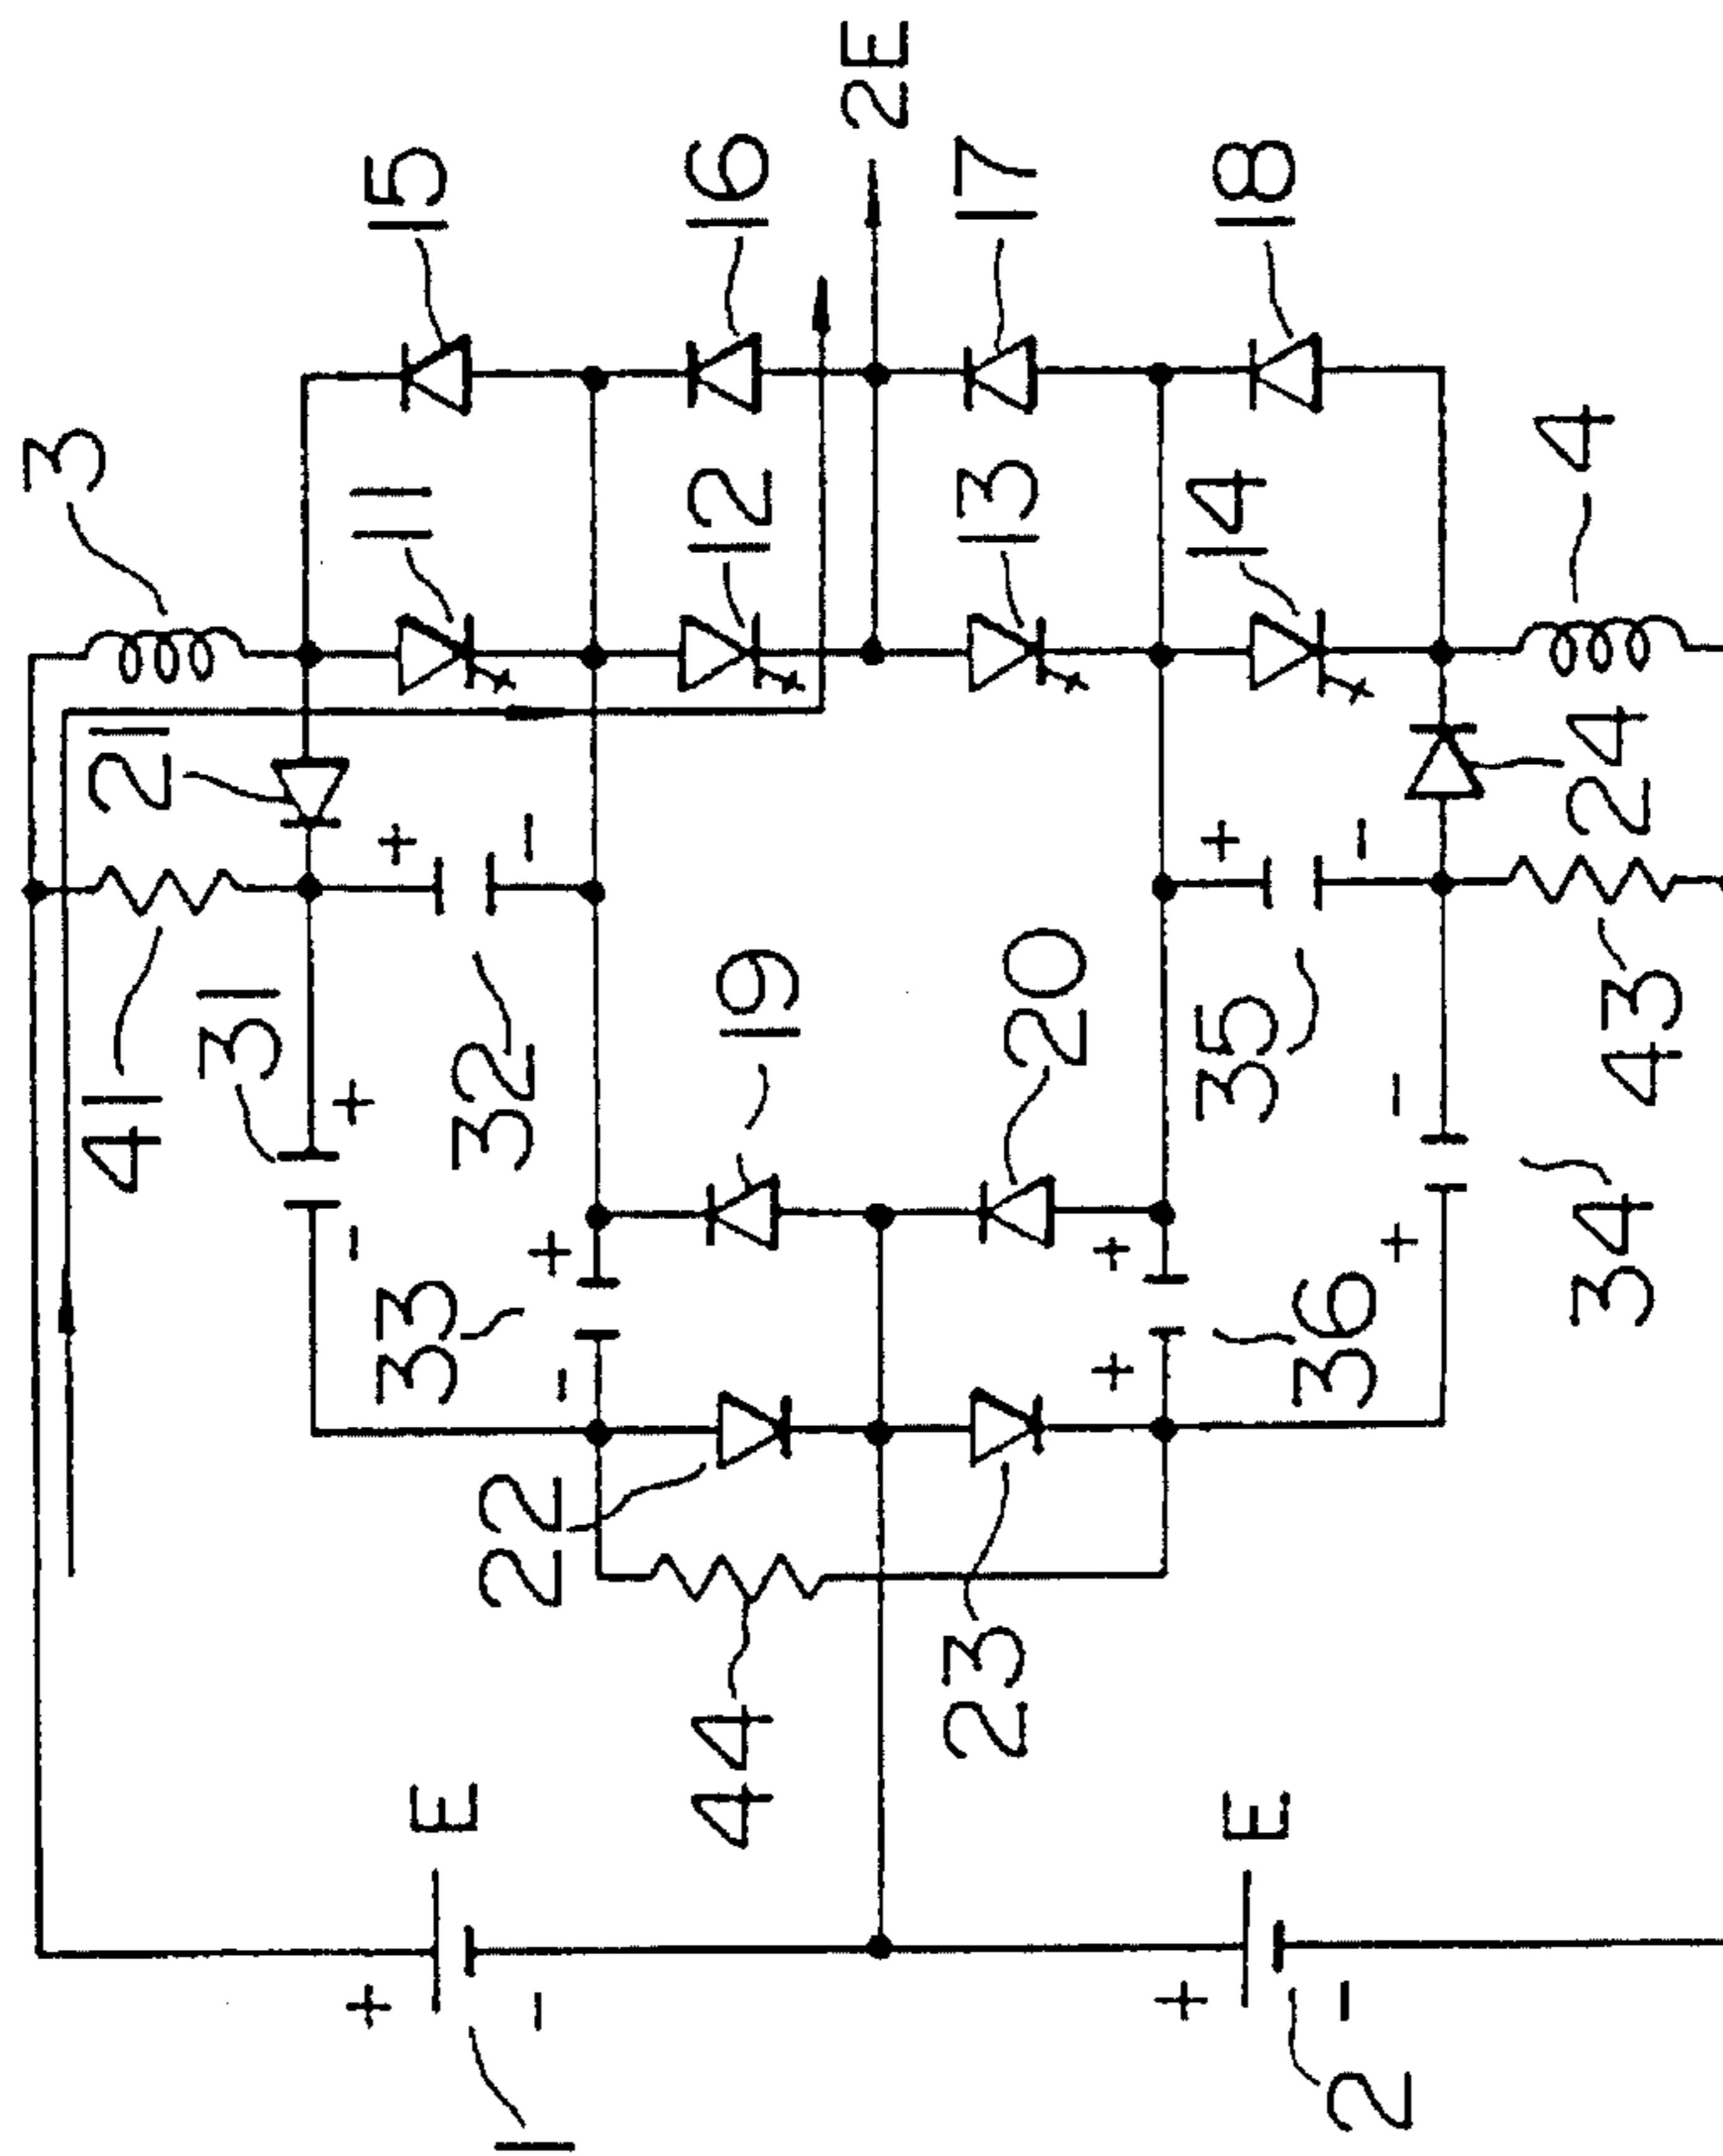 2E
15 16 17 18
3 4
11 12 13 14
21 24
+ - + -
19 20
41 31 32 35 43
+ -
- + + +
33 36 34
- +
22 23
44
E E
+ - + -
1 2